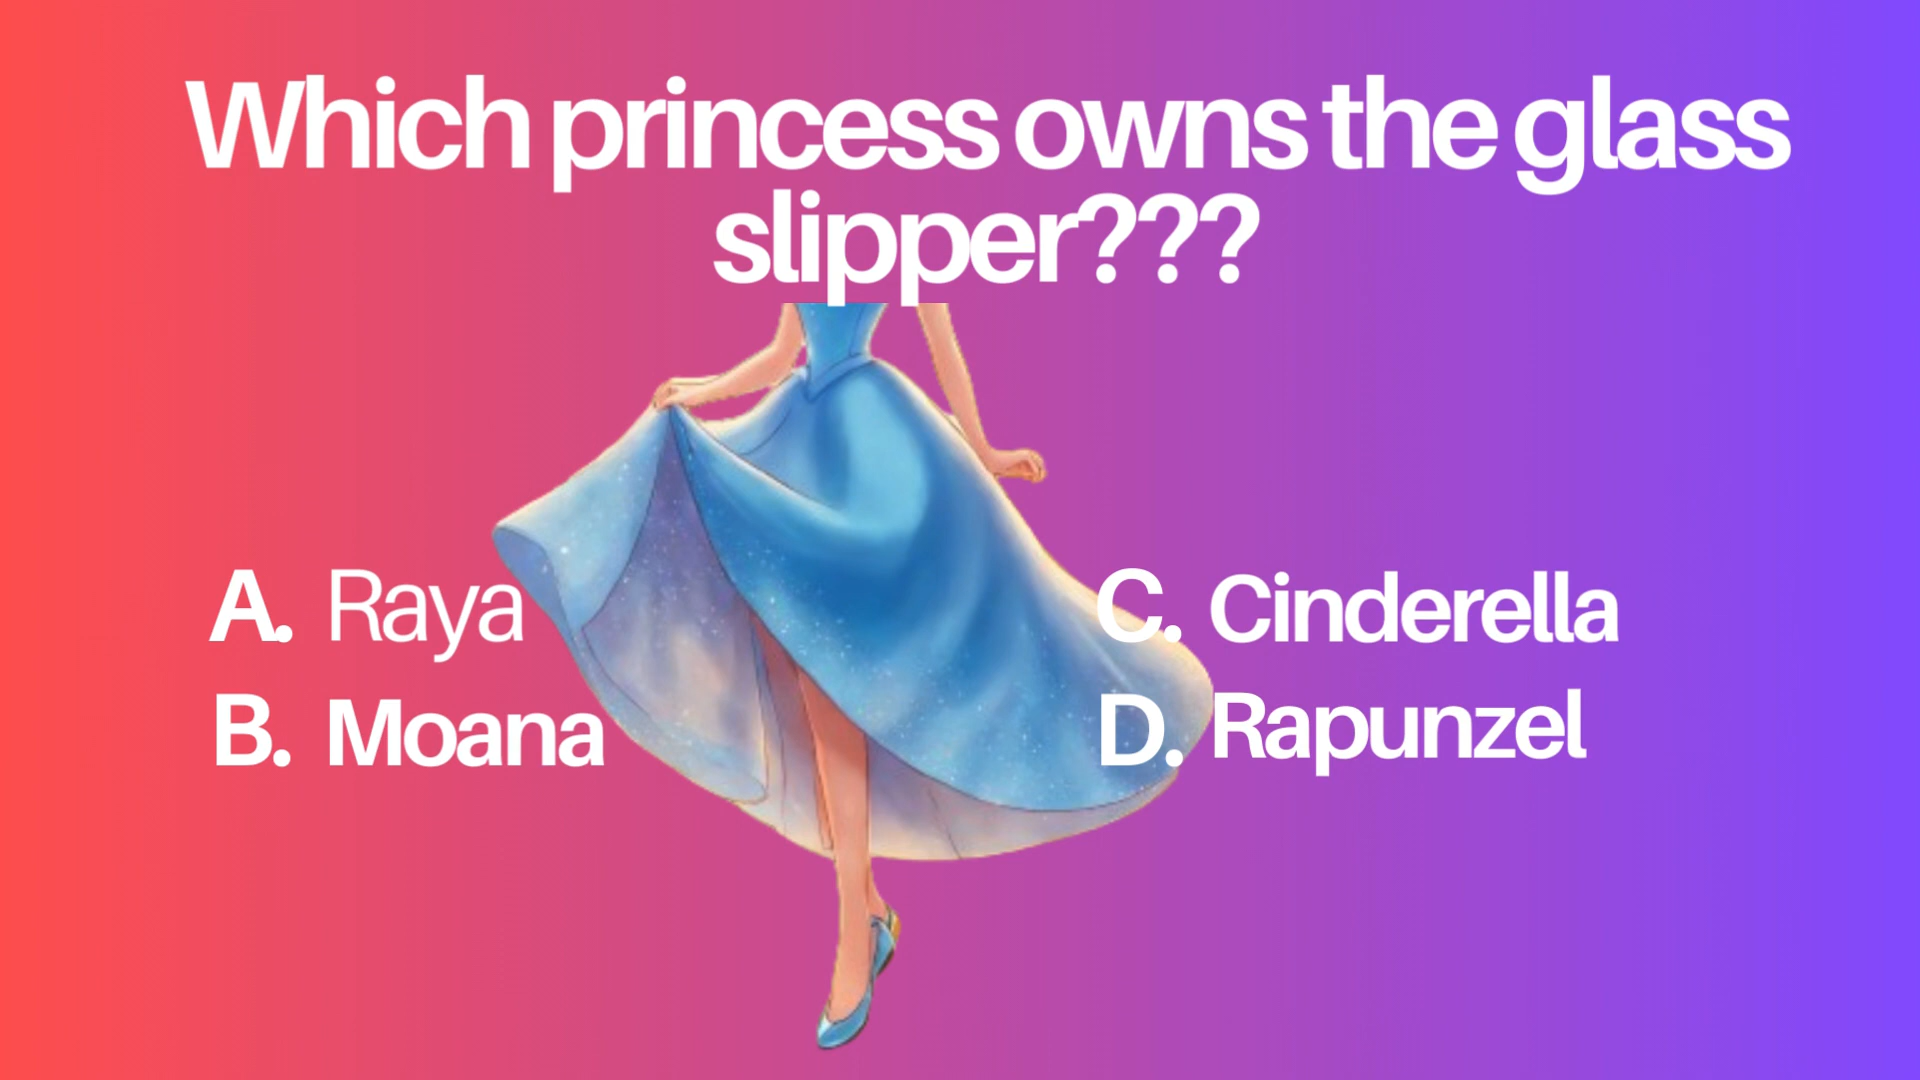 Which princess owns the glass
slipper???
A. Raya
B. Moana
C. Cinderella
D. Rapunzel